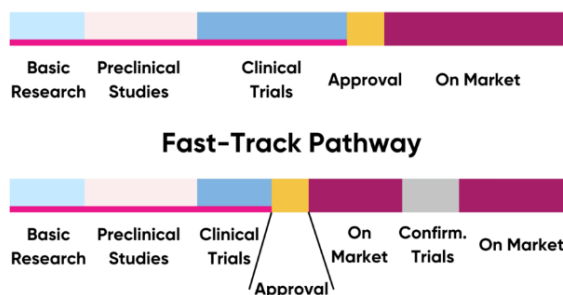 Basic Preclinical Clinical Approval On Market
Research Studies Trials
Fast-Track Pathway
Basic Preclinical Clinical On Confirm. On Market
Research Studies Trials Market Trials
Approval